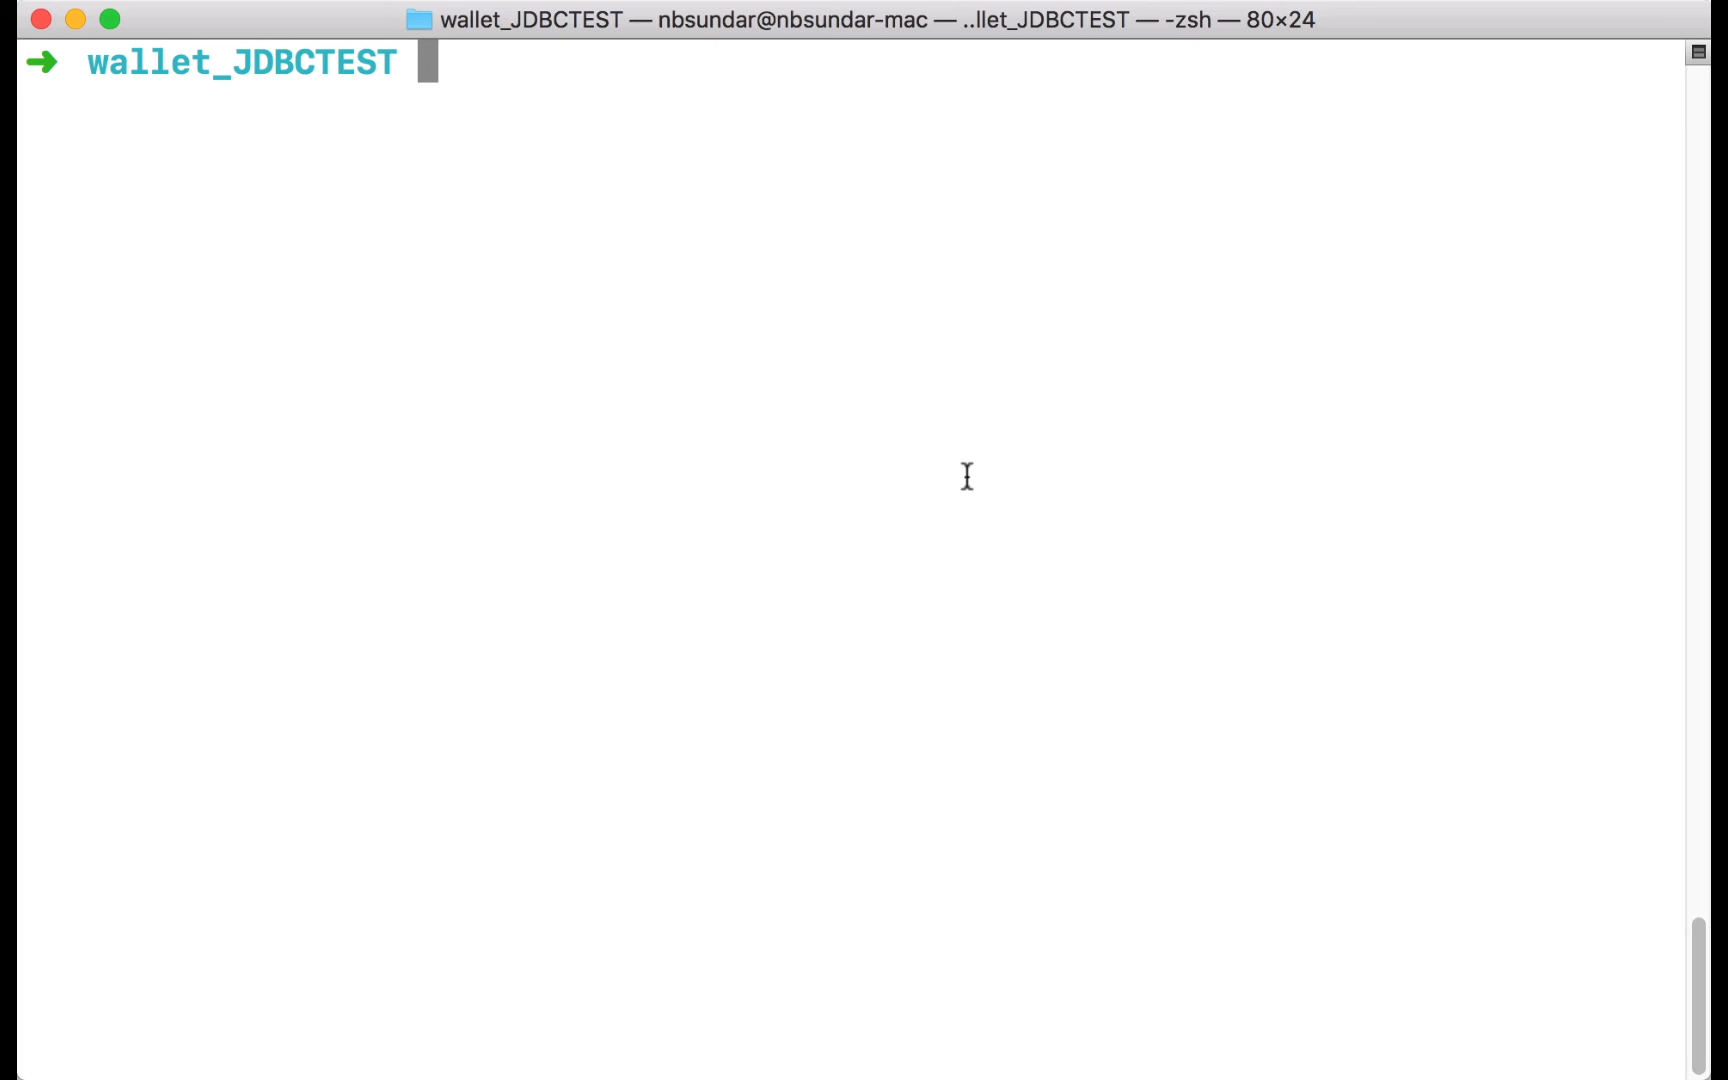 wallet_JDBCTEST — nbsundar@nbsundar-mac — ..llet_JDBCTEST — -zsh — 80×24
➜ wallet_JDBCTEST